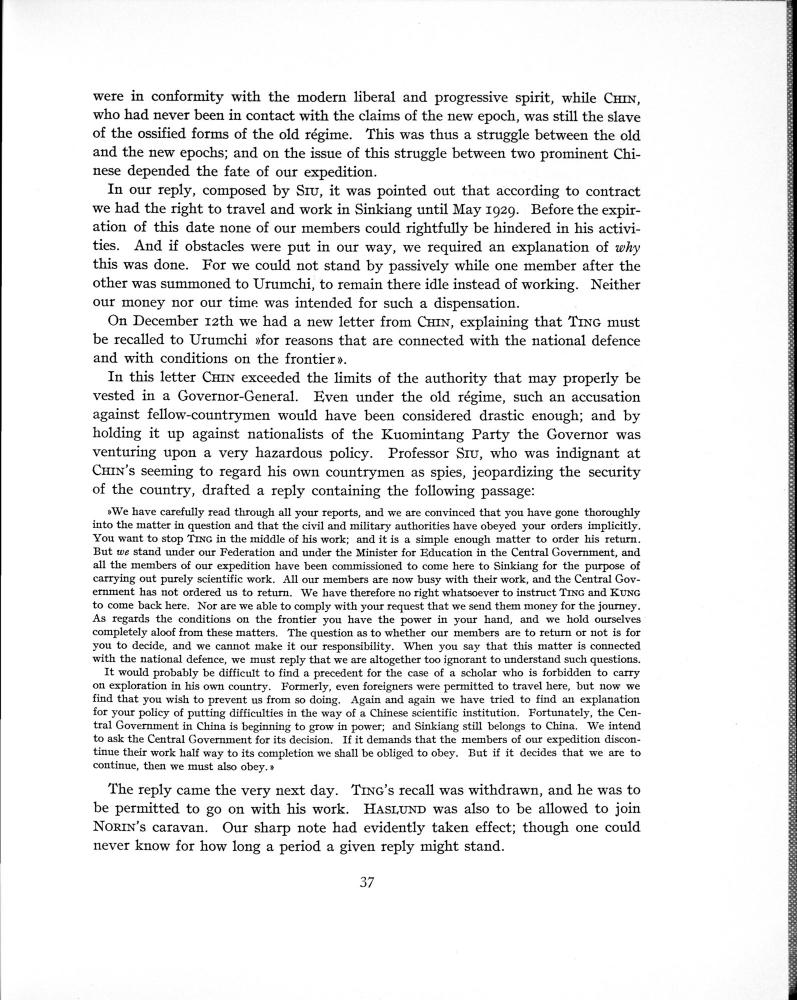 were in conformity with the modern liberal and progressive spirit, while CHIN,
who had never been in contact with the claims of the new epoch, was still the slave
of the ossified forms of the old régime. This was thus a struggle between the old
and the new epochs; and on the issue of this struggle between two prominent Chi-
nese depended the fate of our expedition.
In our reply, composed by SIU, it was pointed out that according to contract
we had the right to travel and work in Sinkiang until May 1929. Before the expir-
ation of this date none of our members could rightfully be hindered in his activi-
ties. And if obstacles were put in our way, we required an explanation of why
this was done. For we could not stand by passively while one member after the
other was summoned to Urumchi, to remain there idle instead of working. Neither
our money nor our time was intended for such a dispensation.
On December 12th we had a new letter from CHIN, explaining that TING must
be recalled to Urumchi »for reasons that are connected with the national defence
and with conditions on the frontier».
In this letter CHIN exceeded the limits of the authority that may properly be
vested in a Governor-General. Even under the old régime, such an accusation
against fellow-countrymen would have been considered drastic enough; and by
holding it up against nationalists of the Kuomintang Party the Governor was
venturing upon a very hazardous policy. Professor SIU, who was indignant at
CHIN's seeming to regard his own countrymen as spies, jeopardizing the security
of the country, drafted a reply containing the following passage:
»We have carefully read through all your reports, and we are convinced that you have gone thoroughly
into the matter in question and that the civil and military authorities have obeyed your orders implicitly.
You want to stop TING in the middle of his work; and it is a simple enough matter to order his return.
But we stand under our Federation and under the Minister for Education in the Central Government, and
all the members of our expedition have been commissioned to come here to Sinkiang for the purpose of
carrying out purely scientific work. All our members are now busy with their work, and the Central Gov-
ernment has not ordered us to return. We have therefore no right whatsoever to instruct TING and KUNG
to come back here. Nor are we able to comply with your request that we send them money for the journey.
As regards the conditions on the frontier you have the power in your hand, and we hold ourselves
completely aloof from these matters. The question as to whether our members are to return or not is for
you to decide, and we cannot make it our responsibility. When you say that this matter is connected
with the national defence, we must reply that we are altogether too ignorant to understand such questions.
It would probably be difficult to find a precedent for the case of a scholar who is forbidden to carry
on exploration in his own country. Formerly, even foreigners were permitted to travel here, but now we
find that you wish to prevent us from so doing. Again and again we have tried to find an explanation
for your policy of putting difficulties in the way of a Chinese scientific institution. Fortunately, the Cen-
tral Government in China is beginning to grow in power; and Sinkiang still belongs to China. We intend
to ask the Central Government for its decision. If it demands that the members of our expedition discon-
tinue their work half way to its completion we shall be obliged to obey. But if it decides that we are to
continue, then we must also obey.»
The reply came the very next day. TING's recall was withdrawn, and he was to
be permitted to go on with his work. HASLUND was also to be allowed to join
NORIN's caravan. Our sharp note had evidently taken effect; though one could
never know for how long a period a given reply might stand.
37